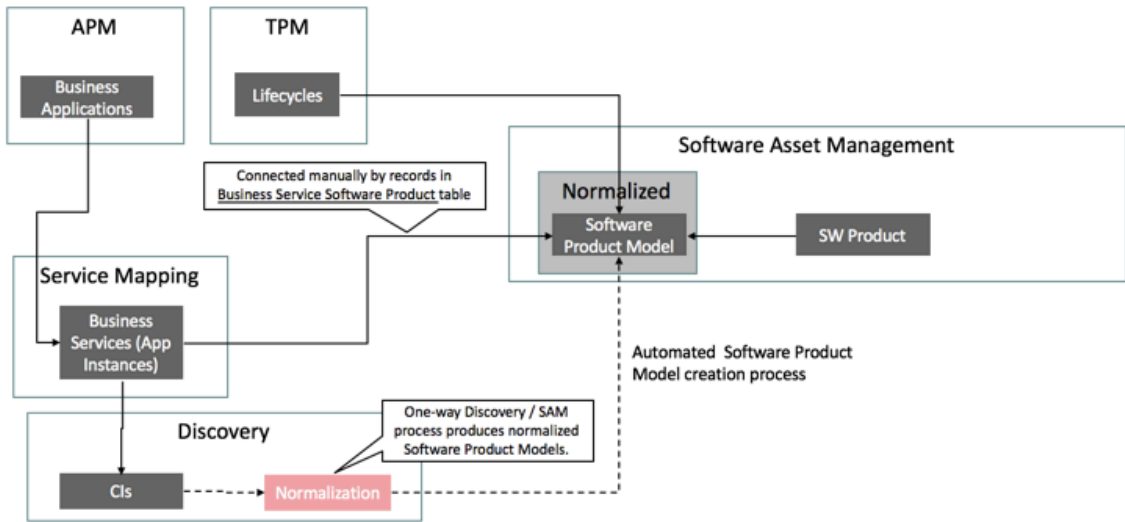 APM
Business
Applications
TPM
Lifecycles
Software Asset Management
Connected manually by records in
Business Service Software Product table
Normalized
Software
Product Model
SW Product
Service Mapping
Business
Services (App
Instances)
Automated Software Product
Model creation process
One-way Discovery / SAM
process produces normalized
Software Product Models.
Discovery
CIs
Normalization